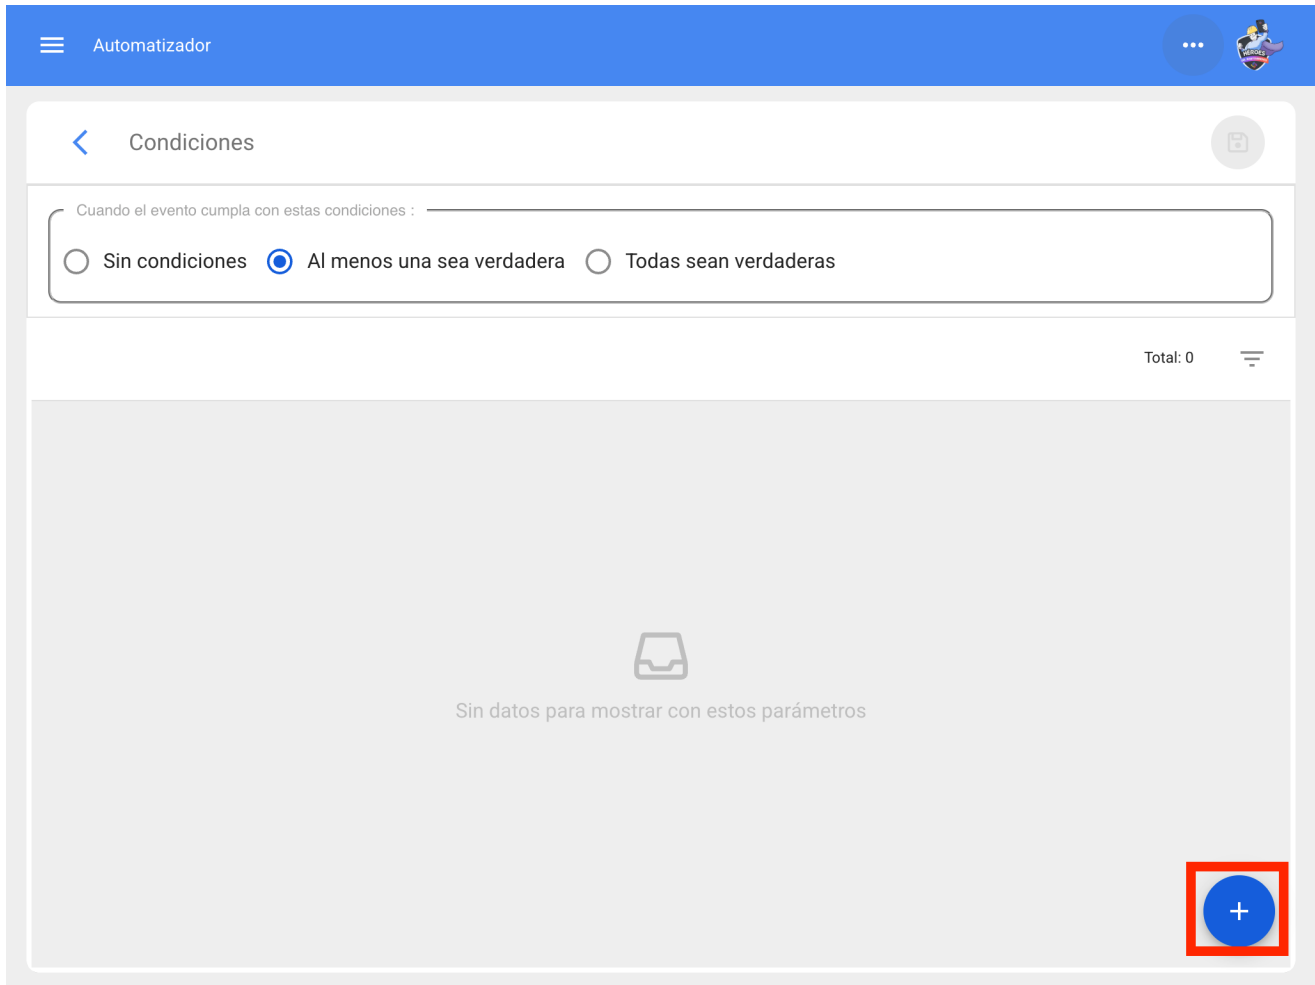 Automatizador
HEROES
Condiciones
Cuando el evento cumpla con estas condiciones :
Sin condiciones
Al menos una sea verdadera
Todas sean verdaderas
Total: 0
Sin datos para mostrar con estos parámetros